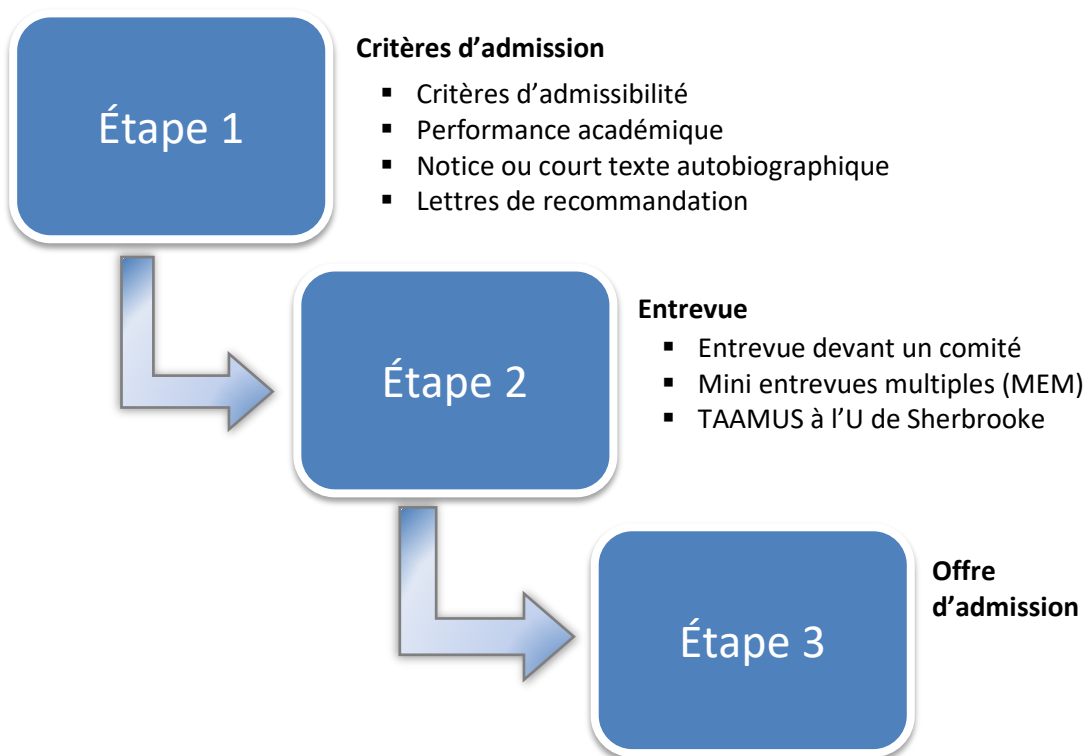 Étape 1
Critères d’admission
▪ Critères d’admissibilité
▪ Performance académique
▪ Notice ou court texte autobiographique
▪ Lettres de recommandation
Étape 2
Entrevue
▪ Entrevue devant un comité
▪ Mini entrevues multiples (MEM)
▪ TAAMUS à l’U de Sherbrooke
Étape 3
Offre
d’admission